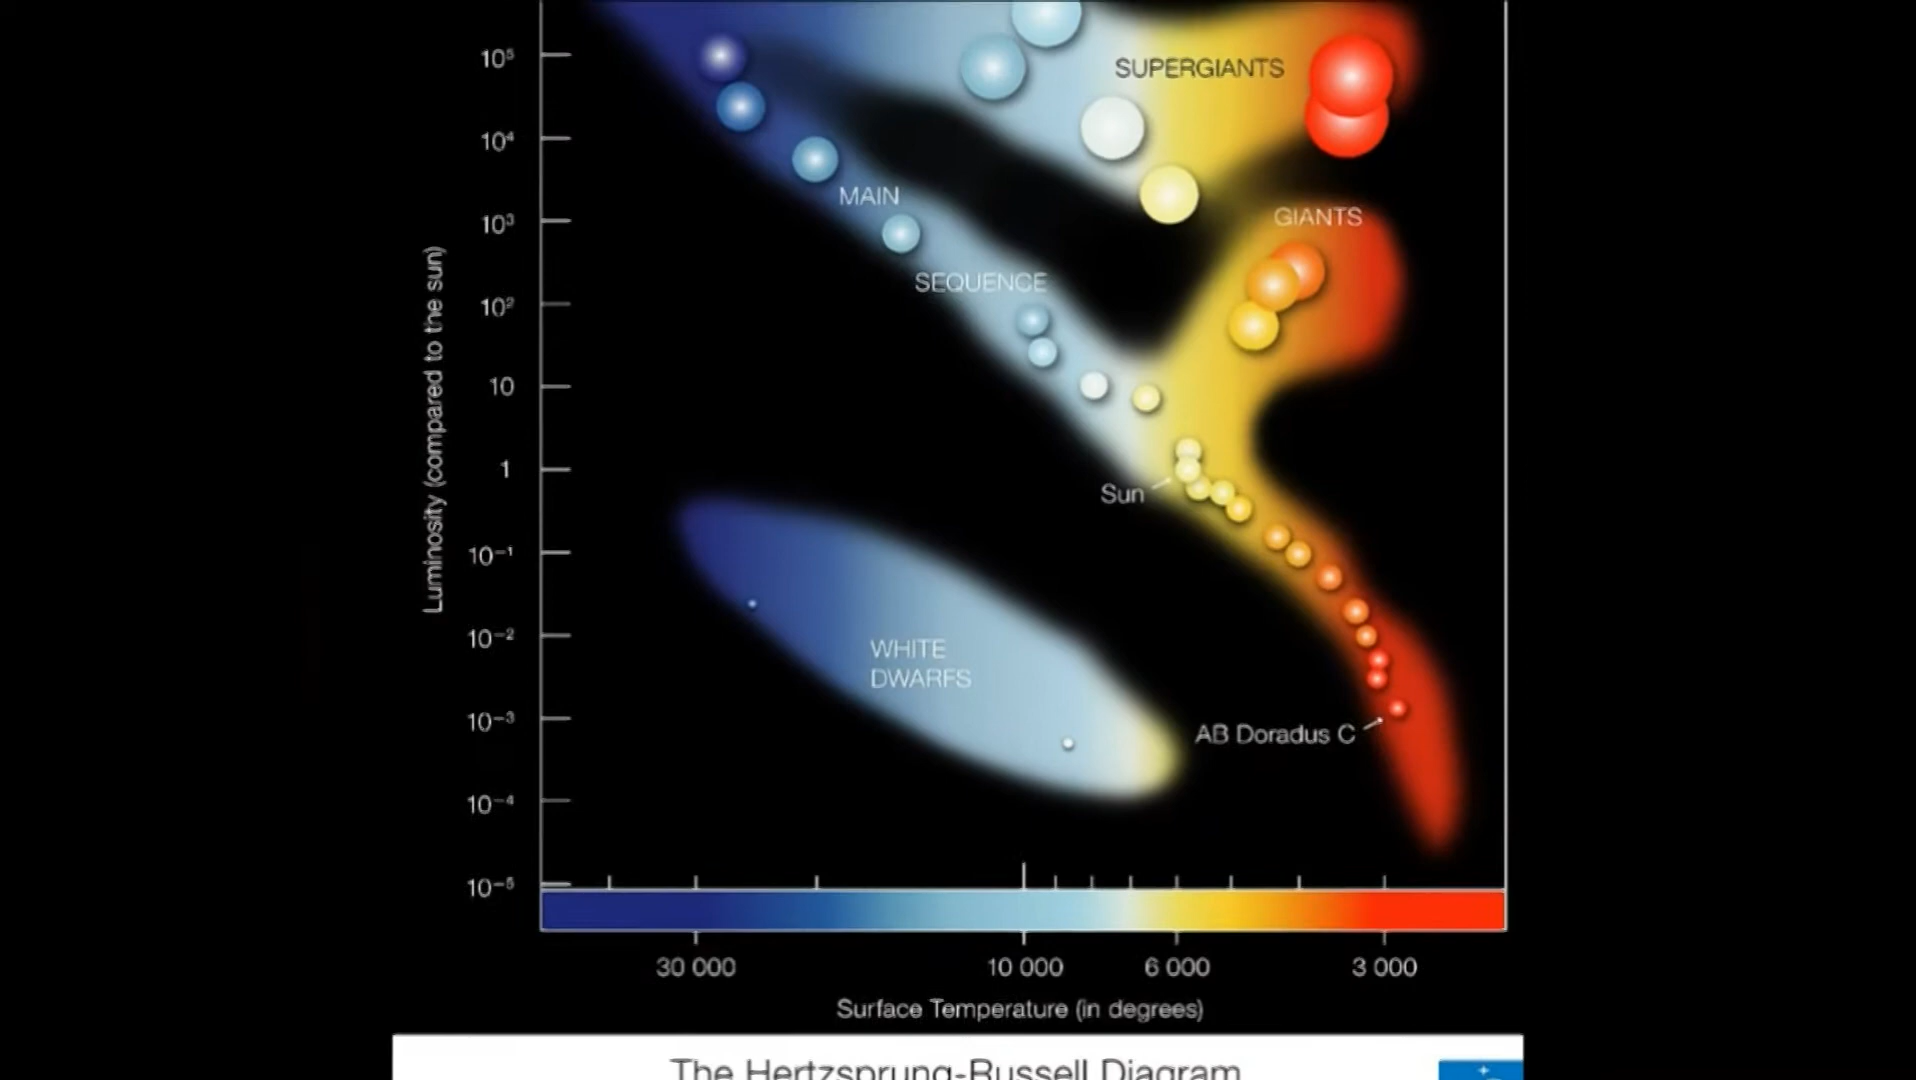 10⁵
SUPERGIANTS
10⁴
MAIN
10³
GIANTS
SEQUENCE
10²
10
1
Sun
10⁻¹
10⁻²
WHITE
DWARFS
10⁻³
AB Doradus C
10⁻⁴
10⁻⁵
Luminosity (compared to the sun)
30 000 10 000 6 000 3 000
Surface Temperature (in degrees)
The Hertzsprung-Russell Diagram